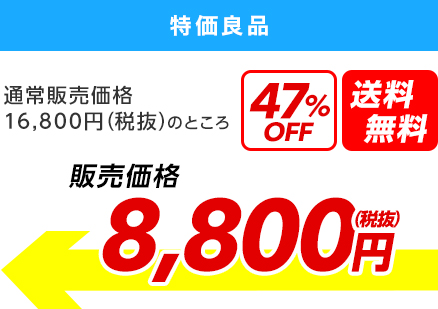 特価良品
通常販売価格
16,800円(税抜)のところ
47%
OFF
送料
無料
販売価格
8,800円(税抜)